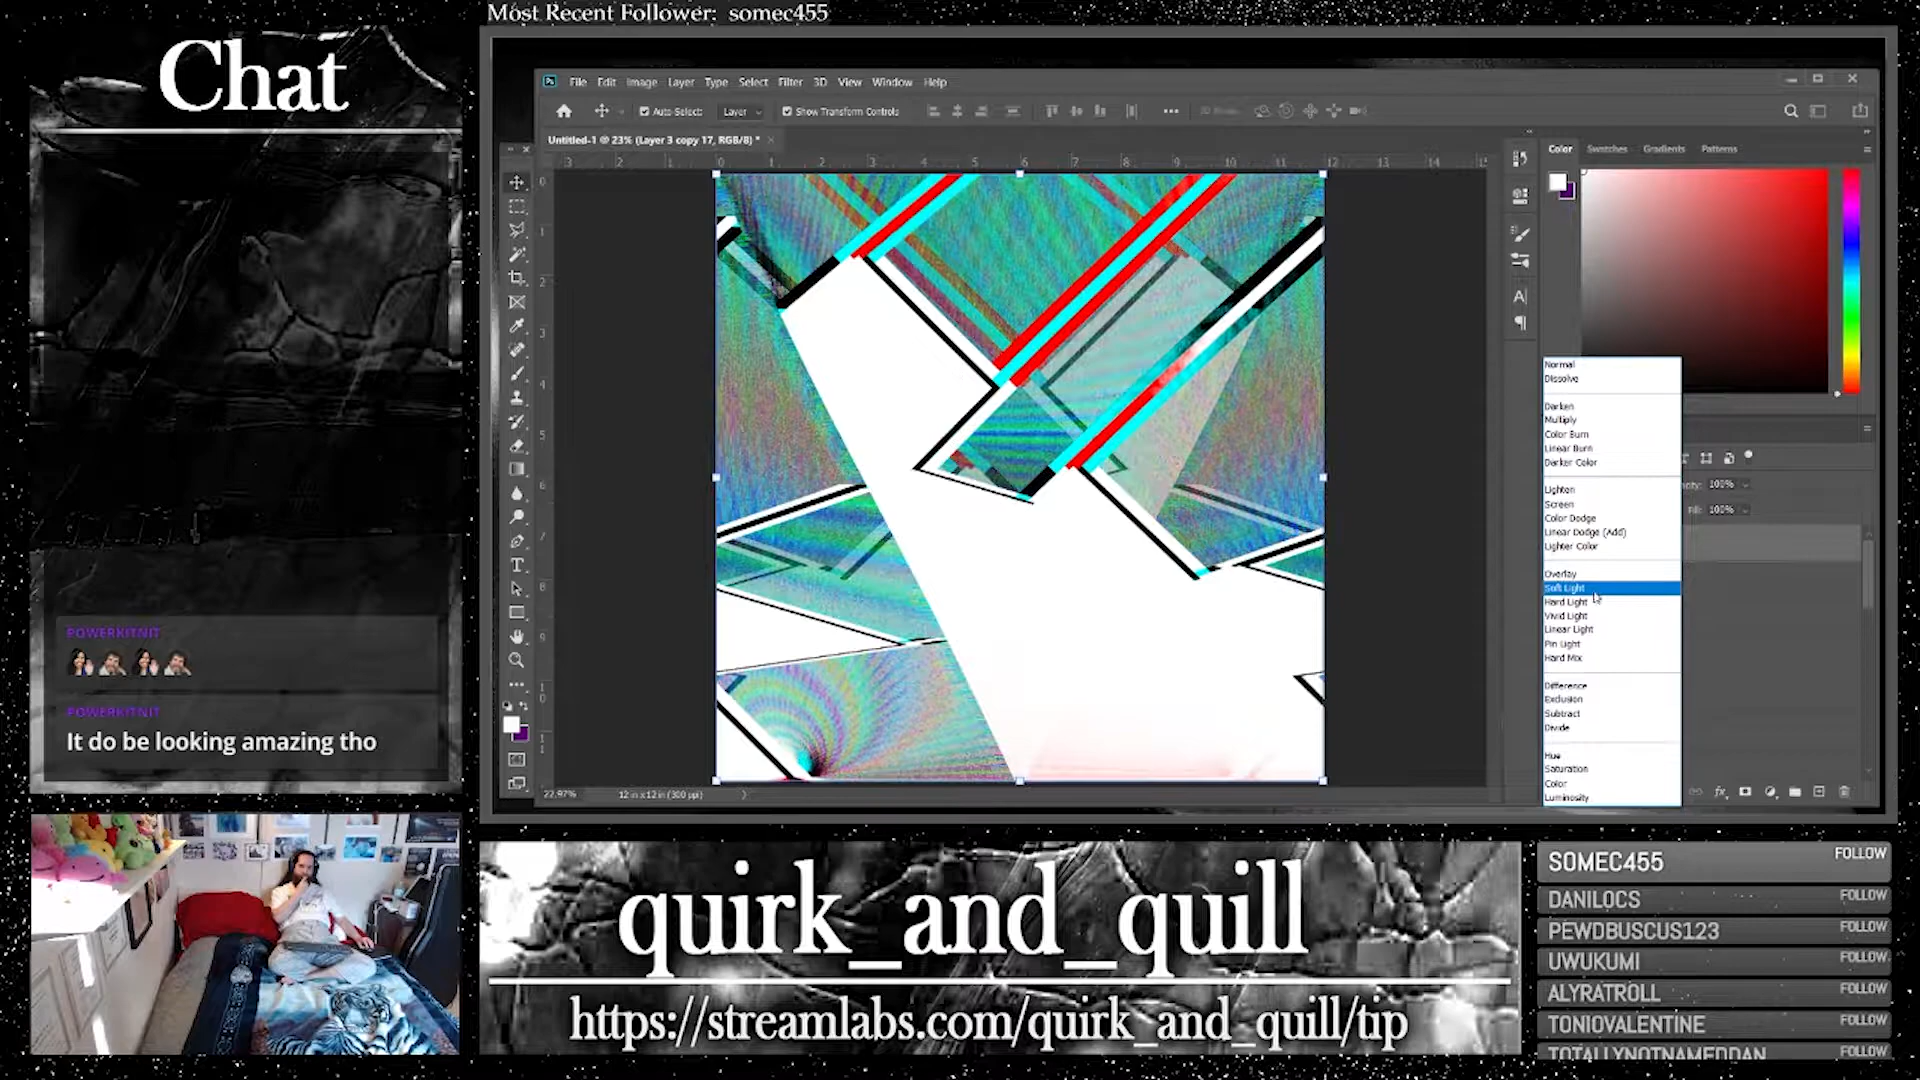 Most Recent Follower: somec455
Chat
File Edit Image Layer Type Select Filter 3D View Window Help
Auto-Select: Layer Show Transform Controls
Untitled-1 @ 23% (Layer 3 copy 17, RGB/8) *
Color Swatches Gradients Patterns
Normal
Dissolve
Darken
Multiply
Color Burn
Linear Burn
Darker Color
Lighten
Screen
Color Dodge
Linear Dodge (Add)
Lighter Color
Overlay
Soft Light
Hard Light
Vivid Light
Linear Light
Pin Light
Hard Mix
Difference
Exclusion
Subtract
Divide
Hue
Saturation
Color
Luminosity
100%
Fill: 100%
22.97% 12 in x 12 in (300 ppi)
POWERKITNIT
POWERKITNIT
It do be looking amazing tho
quirk_and_quill
https://streamlabs.com/quirk_and_quill/tip
SOMEC455 FOLLOW
DANILOCS FOLLOW
PEWDBUSCUS123 FOLLOW
UWUKUMI FOLLOW
ALYRATROLL FOLLOW
TONIOVALENTINE FOLLOW
TOTALLYNOTNAMEDDAN FOLLOW